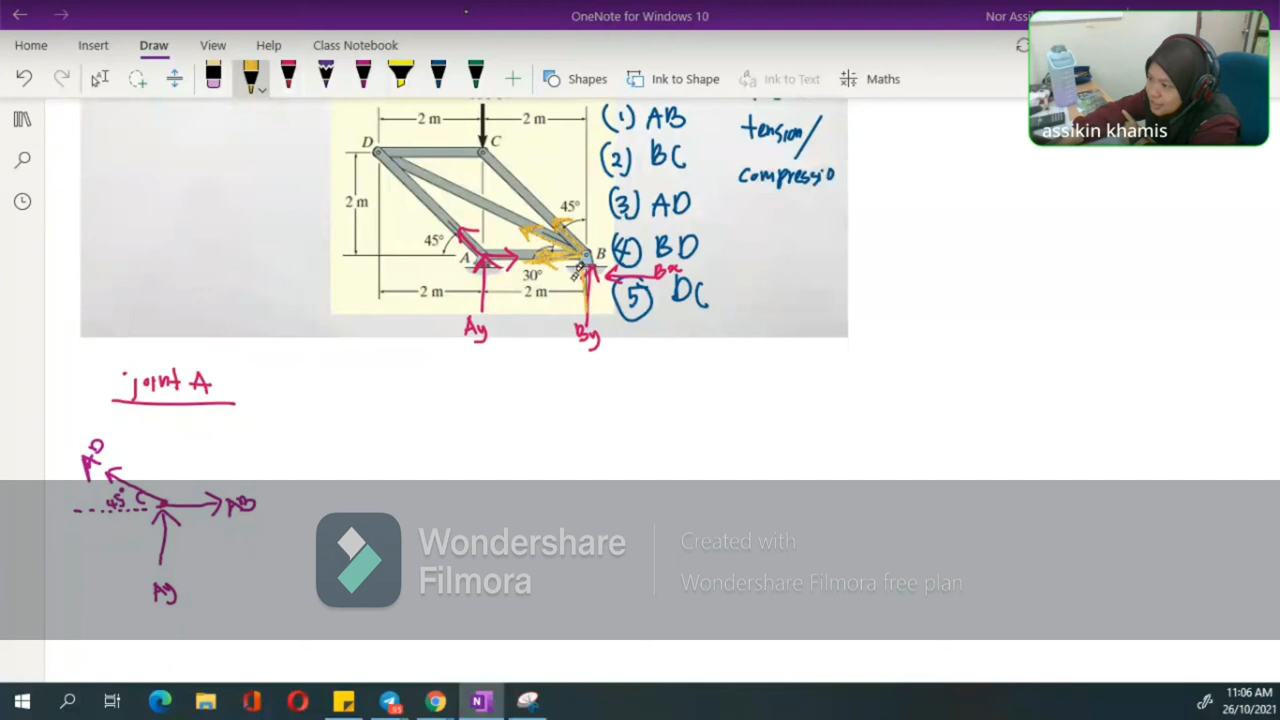 OneNote for Windows 10
Nor Assi
Home Insert Draw View Help Class Notebook
Shapes Ink to Shape Ink to Text Maths
assikin khamis
2 m 2 m
D C
2 m
45°
45°
A B
30°
2 m 2 m
Ay By Bx
(1) AB
(2) BC
(3) AD
(4) BD
(5) DC
tension/
compressio
joint A
AD
45°
AB
Ay
Wondershare
Filmora
Created with
Wondershare Filmora free plan
11:06 AM
26/10/2021